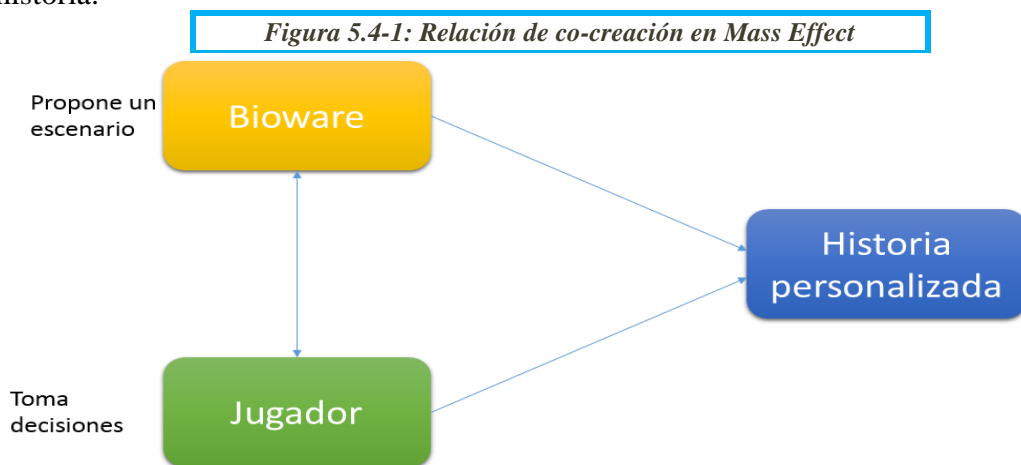 historia.
Figura 5.4-1: Relación de co-creación en Mass Effect
Propone un
escenario
Bioware
Historia
personalizada
Toma
decisiones
Jugador